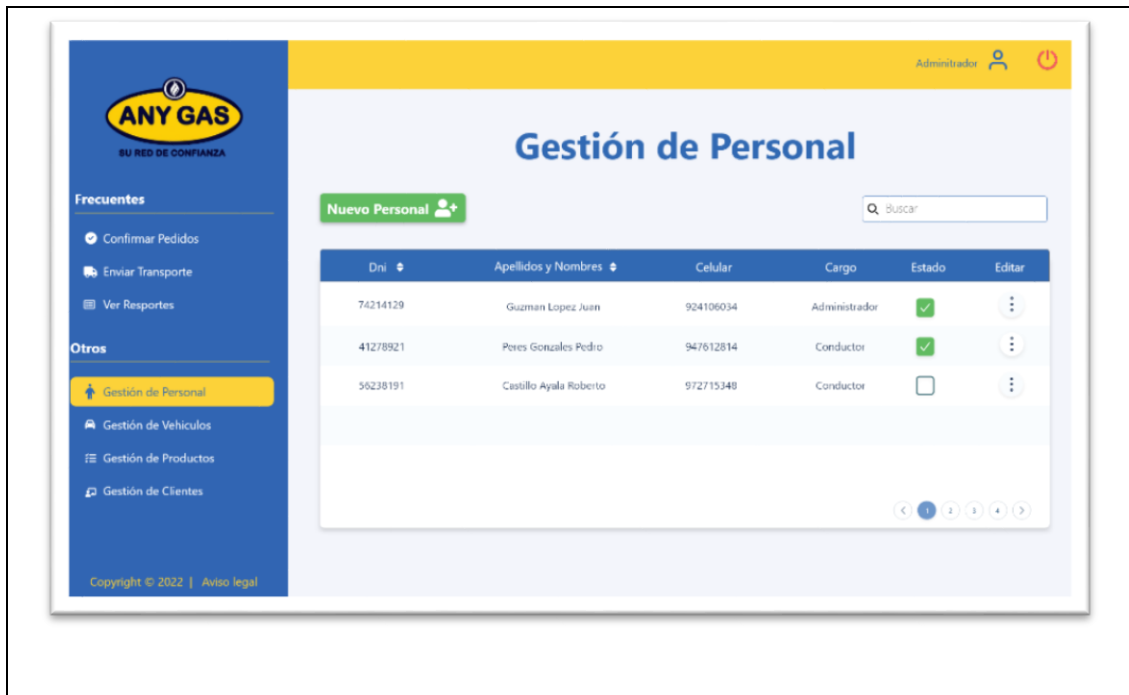 Adminitrador
ANY GAS
SU RED DE CONFIANZA
Gestión de Personal
Frecuentes
Nuevo Personal
Buscar
Confirmar Pedidos
Enviar Transporte
Ver Resportes
Otros
Gestión de Personal
Gestión de Vehiculos
Gestión de Productos
Gestión de Clientes
Copyright © 2022 | Aviso legal
Dni Apellidos y Nombres Celular Cargo Estado Editar
74214129 Guzman Lopez Juan 924106034 Administrador
41278921 Peres Gonzales Pedro 947612814 Conductor
56238191 Castillo Ayala Roberto 972715348 Conductor
1 2 3 4